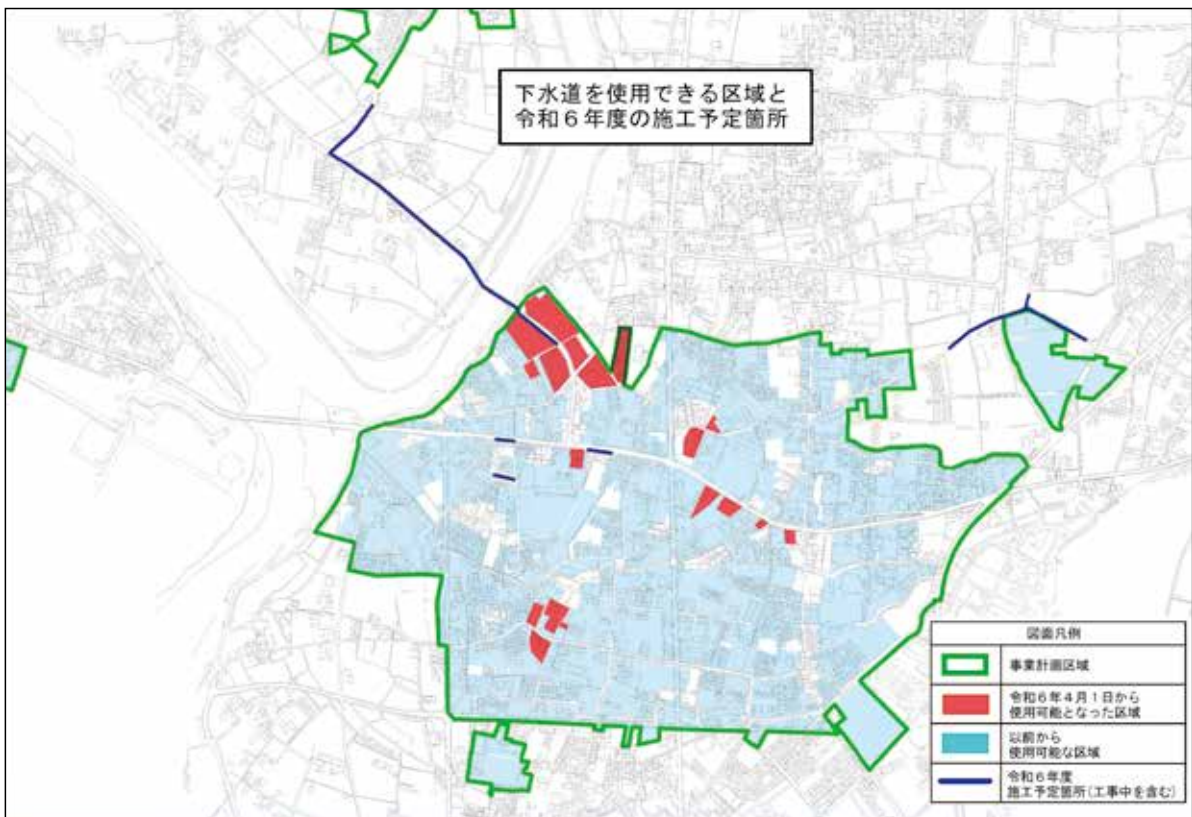 下水道を使用できる区域と
令和６年度の施工予定箇所
図面凡例
事業計画区域
令和６年４月１日から
使用可能となった区域
以前から
使用可能な区域
令和６年度
施工予定箇所(工事中を含む)